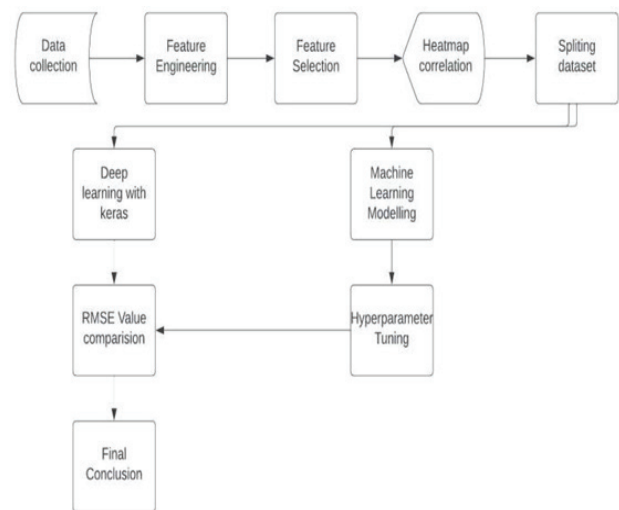 Data
collection
Feature
Engineering
Feature
Selection
Heatmap
correlation
Spliting
dataset
Deep
learning with
keras
Machine
Learning
Modelling
RMSE Value
comparision
Hyperparameter
Tuning
Final
Conclusion